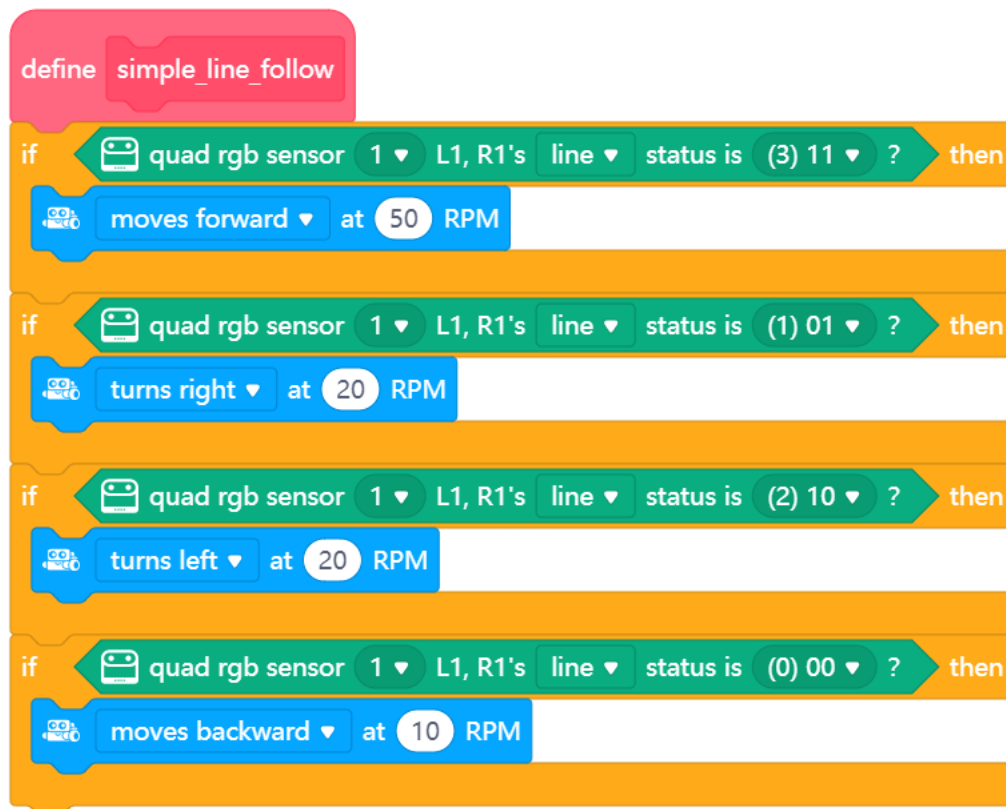 define simple_line_follow
if quad rgb sensor 1 L1, R1's line status is (3) 11 ? then
moves forward at 50 RPM
if quad rgb sensor 1 L1, R1's line status is (1) 01 ? then
turns right at 20 RPM
if quad rgb sensor 1 L1, R1's line status is (2) 10 ? then
turns left at 20 RPM
if quad rgb sensor 1 L1, R1's line status is (0) 00 ? then
moves backward at 10 RPM